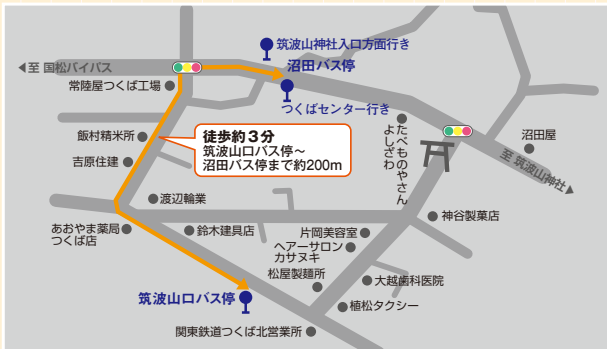 筑波山神社入口方面行き
沼田バス停
◀至 国松バイパス
常陸屋つくば工場
つくばセンター行き
徒歩約3分
筑波山口バス停～
沼田バス停まで約200m
飯村精米所
吉原住建
たべものやさん
よしざわ
沼田屋
至 筑波山神社▶
渡辺輪業
あおやま薬局
つくば店
鈴木建具店
片岡美容室
ヘアーサロン
カサヌキ
神谷製菓店
松屋製麺所
大越歯科医院
筑波山口バス停
植松タクシー
関東鉄道つくば北営業所